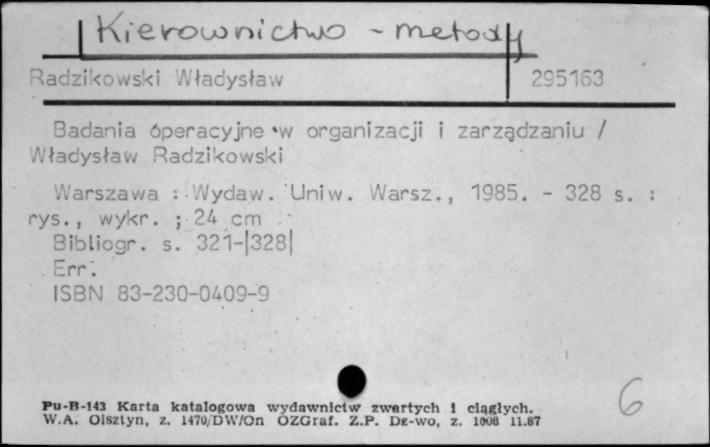 Kierownictwo - metody
Radzikowski Władysław 295163
Badania operacyjne w organizacji i zarządzaniu /
Władysław Radzikowski
Warszawa : Wydaw. Uniw. Warsz., 1985. - 328 s. :
rys., wykr. ; 24 cm
Bibliogr. s. 321-|328|
Err.
ISBN 83-230-0409-9
6
Pu-B-143 Karta katalogowa wydawnictw zwartych i ciągłych.
W.A. Olsztyn, z. 1470/DW/On OZGraf. Z.P. Dz-wo, z. 1008 11.87